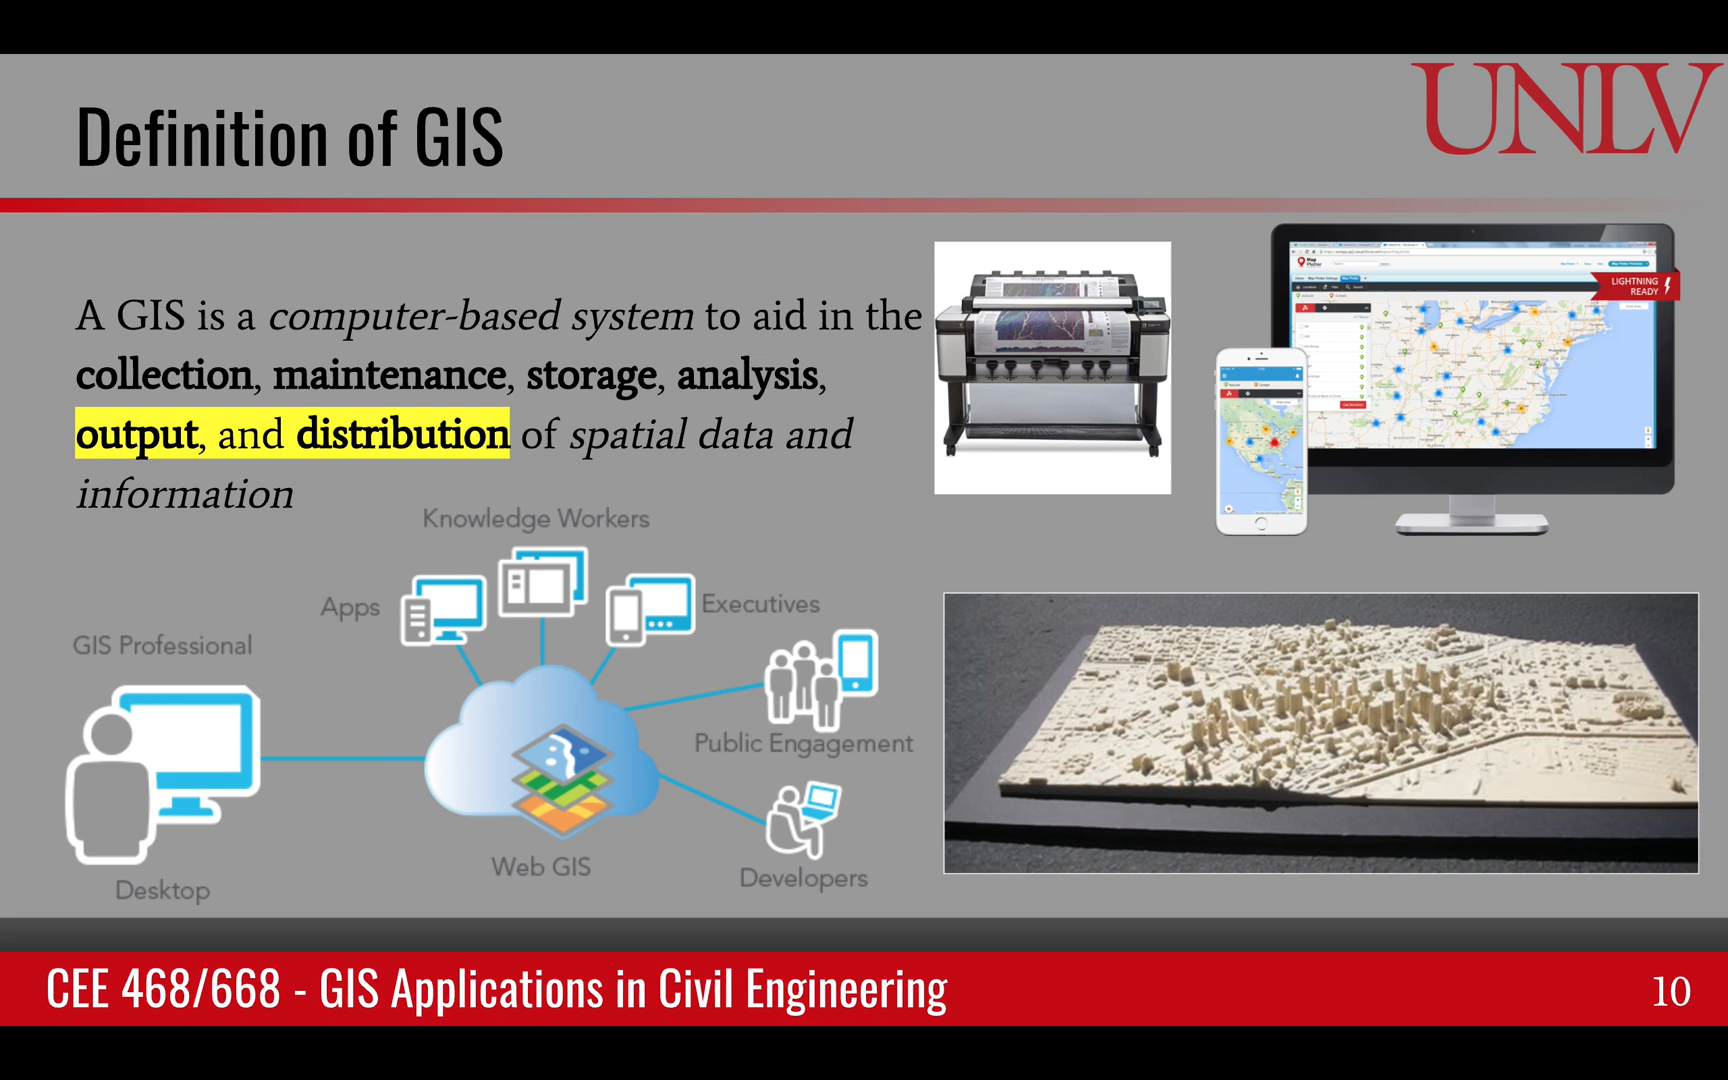 UNLV
Definition of GIS
A GIS is a computer-based system to aid in the
collection, maintenance, storage, analysis,
output, and distribution of spatial data and
information
LIGHTNING
READY
Knowledge Workers
Apps
Executives
GIS Professional
Public Engagement
Web GIS
Developers
Desktop
CEE 468/668 - GIS Applications in Civil Engineering
10